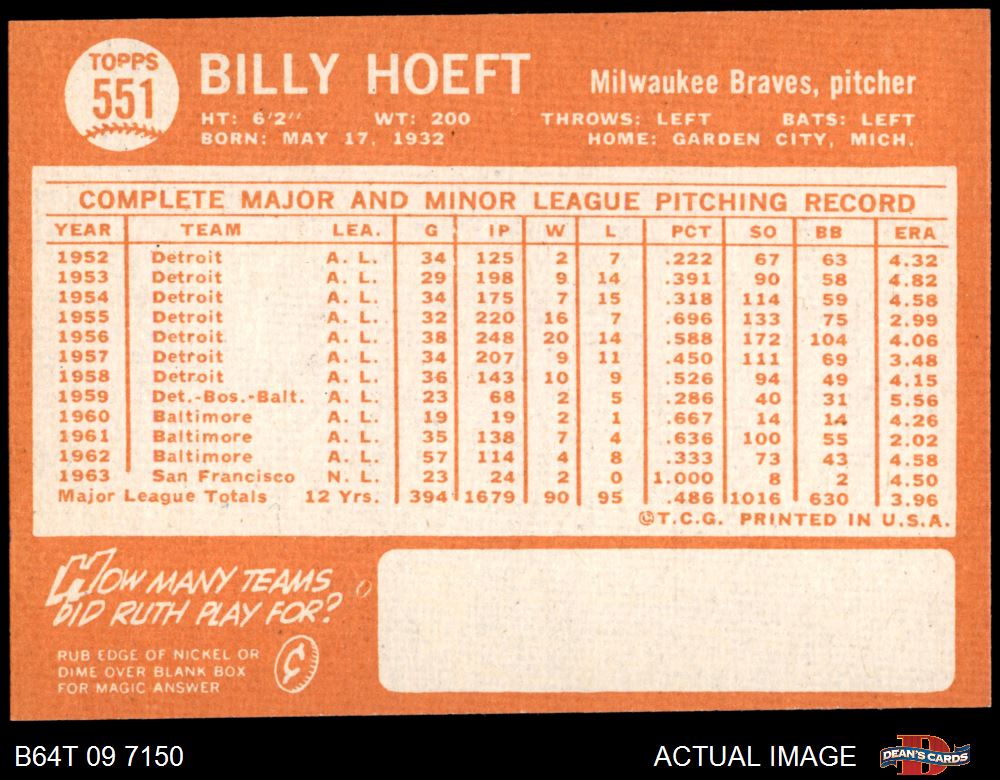 TOPPS
551
BILLY HOEFT
Milwaukee Braves, pitcher
HT: 6'2" WT: 200 THROWS: LEFT BATS: LEFT
BORN: MAY 17, 1932 HOME: GARDEN CITY, MICH.
COMPLETE MAJOR AND MINOR LEAGUE PITCHING RECORD
YEAR TEAM LEA. G IP W L PCT SO BB ERA
1952 Detroit A. L. 34 125 2 7 .222 67 63 4.32
1953 Detroit A. L. 29 198 9 14 .391 90 58 4.82
1954 Detroit A. L. 34 175 7 15 .318 114 59 4.58
1955 Detroit A. L. 32 220 16 7 .696 133 75 2.99
1956 Detroit A. L. 38 248 20 14 .588 172 104 4.06
1957 Detroit A. L. 34 207 9 11 .450 111 69 3.48
1958 Detroit A. L. 36 143 10 9 .526 94 49 4.15
1959 Det.-Bos.-Balt. A. L. 23 68 2 5 .286 40 31 5.56
1960 Baltimore A. L. 19 19 2 1 .667 14 14 4.26
1961 Baltimore A. L. 35 138 7 4 .636 100 55 2.02
1962 Baltimore A. L. 57 114 4 8 .333 73 43 4.58
1963 San Francisco N. L. 23 24 2 0 1.000 8 2 4.50
Major League Totals 12 Yrs. 394 1679 90 95 .486 1016 630 3.96
©T.C.G. PRINTED IN U.S.A.
HOW MANY TEAMS
DID RUTH PLAY FOR?
RUB EDGE OF NICKEL OR
DIME OVER BLANK BOX
FOR MAGIC ANSWER
¢
B64T 09 7150
ACTUAL IMAGE
D
DEAN'S CARDS